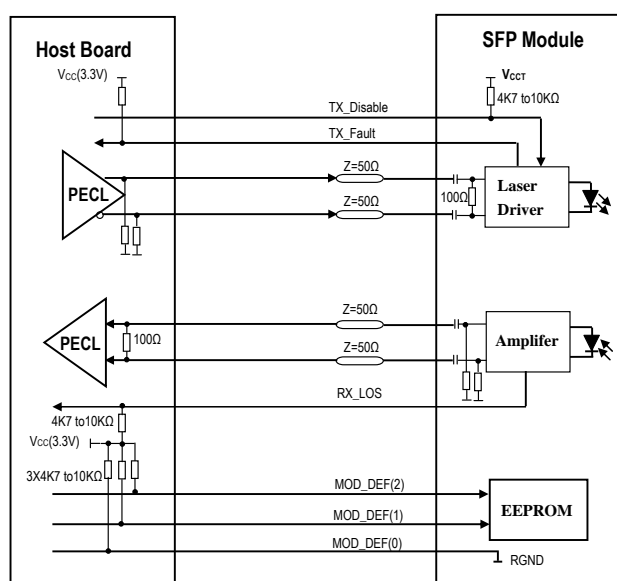 Host Board
SFP Module
Vcc(3.3V)
VCCT
4K7 to10KΩ
TX_Disable
TX_Fault
Z=50Ω
PECL
100Ω
Laser
Driver
Z=50Ω
Z=50Ω
PECL
100Ω
Amplifer
Z=50Ω
RX_LOS
4K7 to10KΩ
Vcc(3.3V)
3X4K7 to10KΩ
MOD_DEF(2)
EEPROM
MOD_DEF(1)
MOD_DEF(0)
RGND